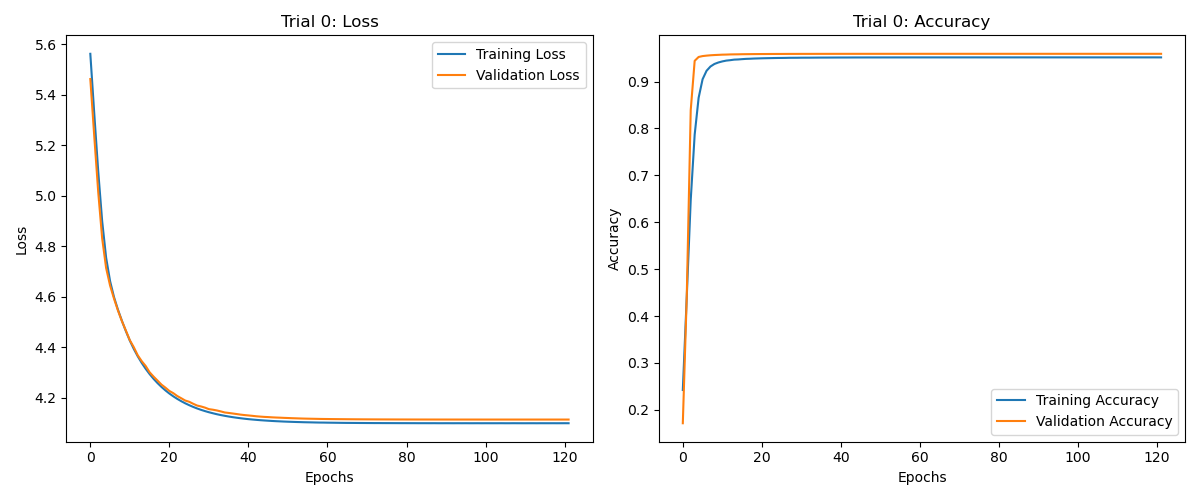 Trial 0: Loss
5.6
5.4
5.2
5.0
4.8
4.6
4.4
4.2
Loss
Training Loss
Validation Loss
0 20 40 60 80 100 120
Epochs
Trial 0: Accuracy
0.9
0.8
0.7
0.6
0.5
0.4
0.3
0.2
Accuracy
Training Accuracy
Validation Accuracy
0 20 40 60 80 100 120
Epochs